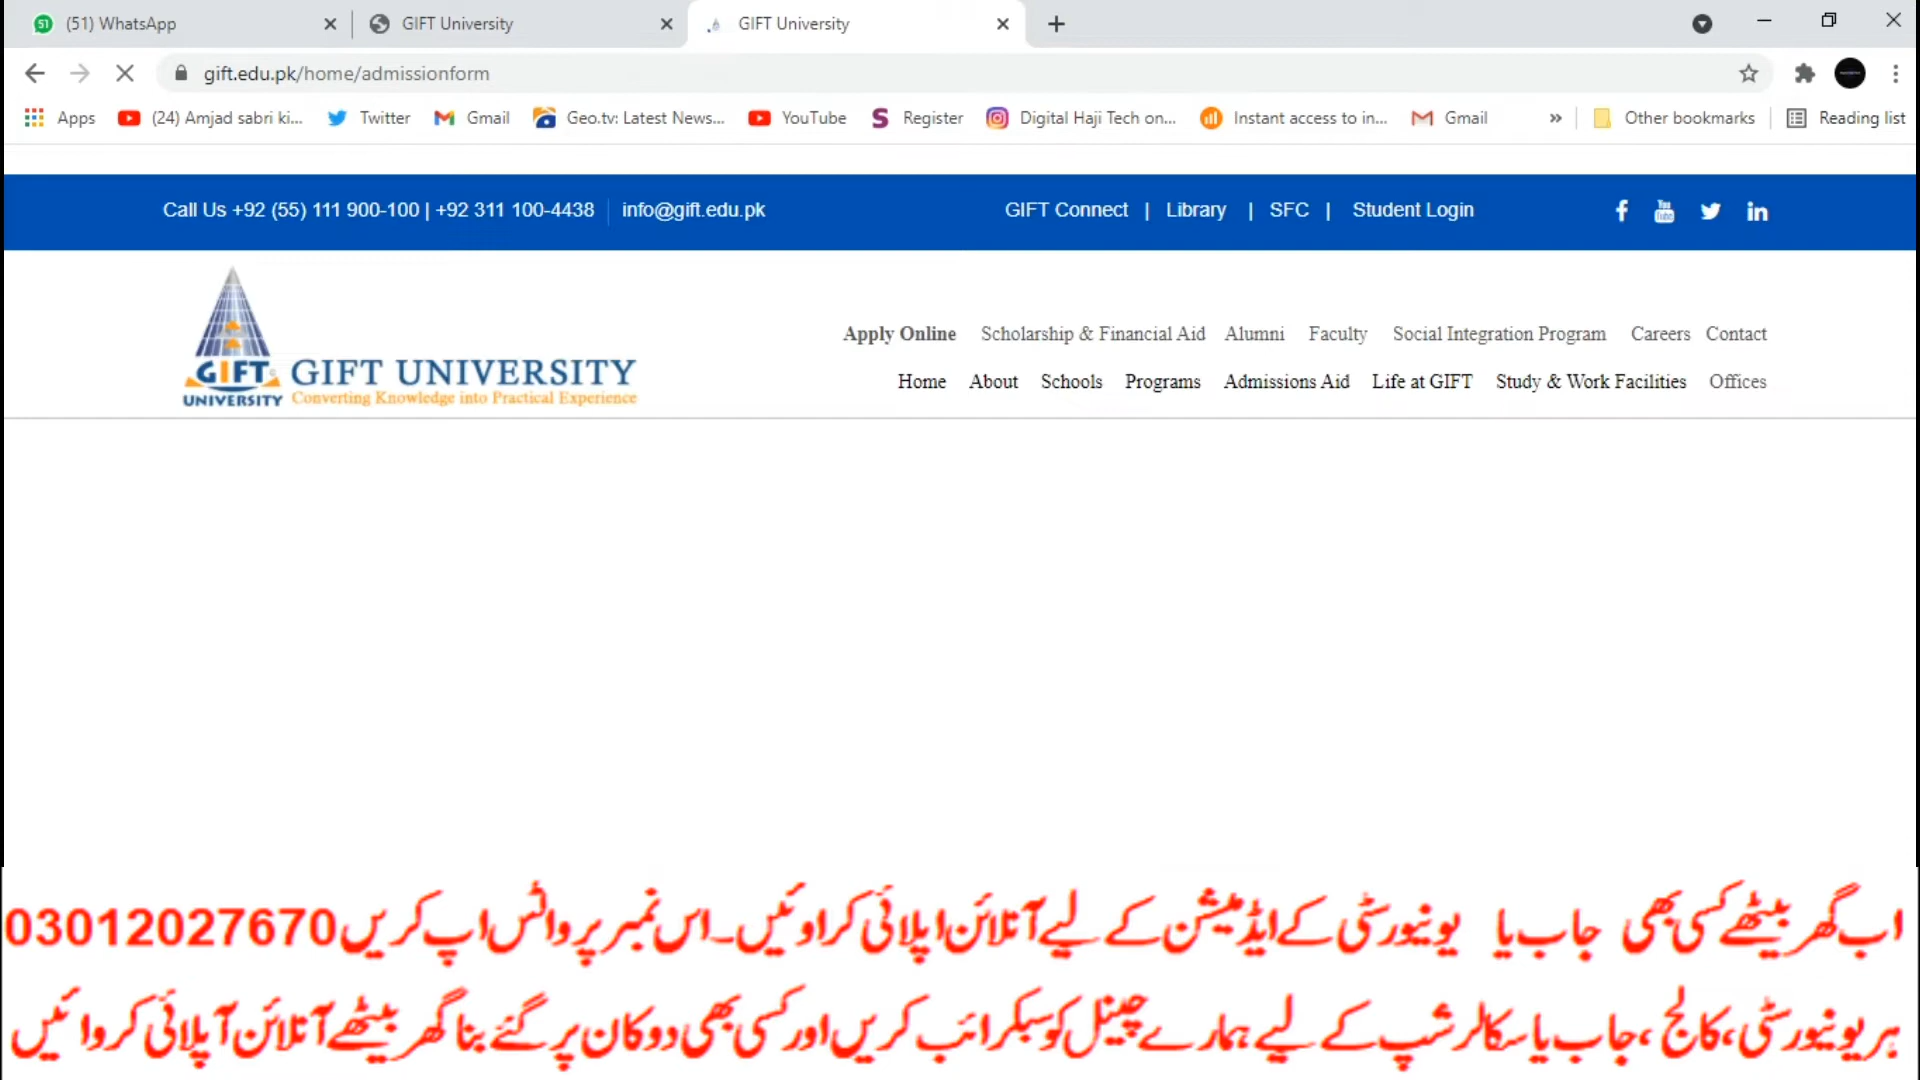 (51) WhatsApp
GIFT University
GIFT University
gift.edu.pk/home/admissionform
Apps
(24) Amjad sabri ki...
Twitter
Gmail
Geo.tv: Latest News...
YouTube
Register
Digital Haji Tech on...
Instant access to in...
Gmail
»
Other bookmarks
Reading list
Call Us +92 (55) 111 900-100 | +92 311 100-4438
info@gift.edu.pk
GIFT Connect | Library | SFC | Student Login
GIFT
UNIVERSITY
GIFT UNIVERSITY
Converting Knowledge into Practical Experience
Apply Online Scholarship & Financial Aid Alumni Faculty Social Integration Program Careers Contact
Home About Schools Programs Admissions Aid Life at GIFT Study & Work Facilities Offices
اب گھر بیٹھے کسی بھی جاب یا یونیورسٹی کے ایڈمیشن کے لیے آنلائن اپلائی کراوئیں۔اس نمبر پر واٹس اپ کریں 03012027670
ہر یونیورسٹی، کالج ،جاب یا سکالرشپ کے لیے ہمارے چینل کو سبکرائب کریں اور کسی بھی دوکان پر گئے بنا گھر بیٹھے آنلائن آپلائی کروائیں